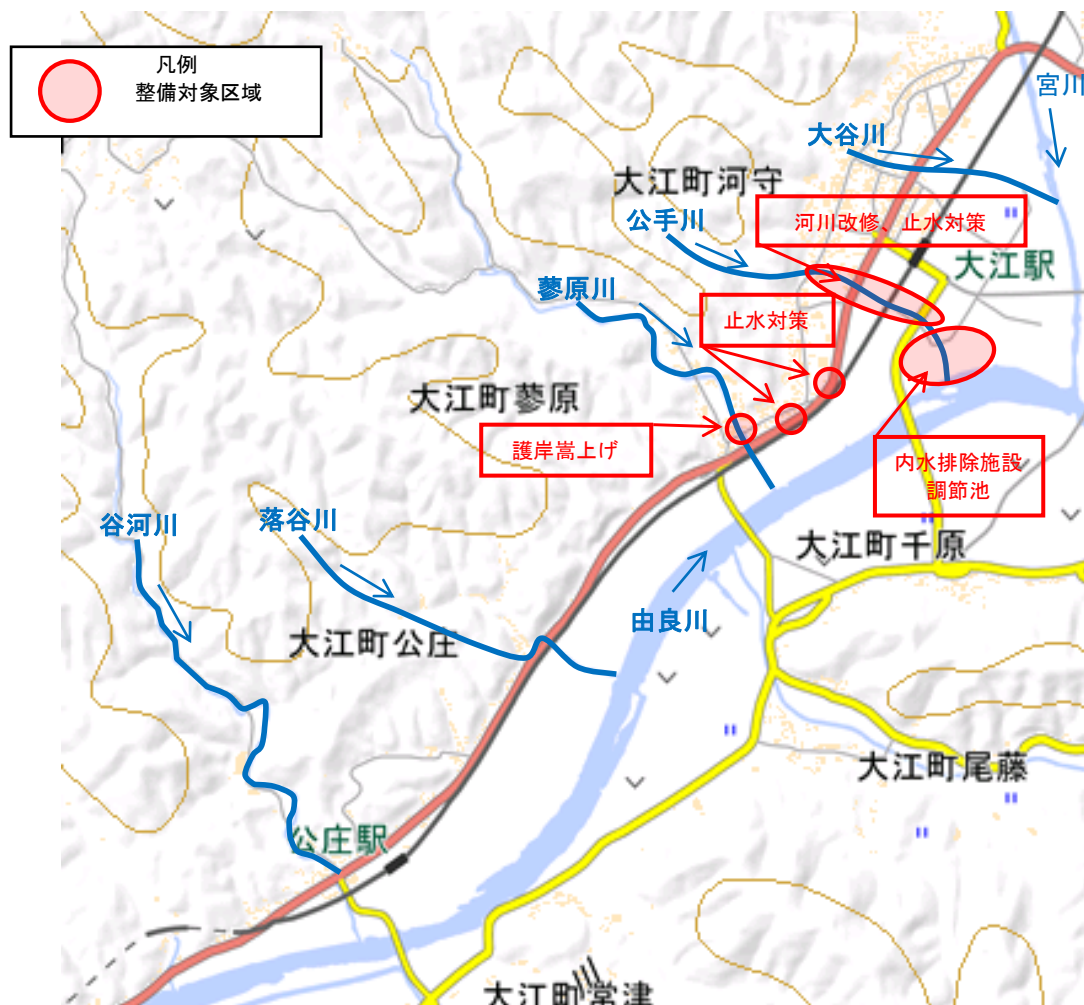 凡例
整備対象区域
宮川
大谷川
大江町河守
河川改修、止水対策
公手川
大江駅
蓼原川
止水対策
大江町蓼原
護岸嵩上げ
内水排除施設
調節池
谷河川
落谷川
大江町千原
由良川
大江町公庄
大江町尾藤
公庄駅
大江町常津